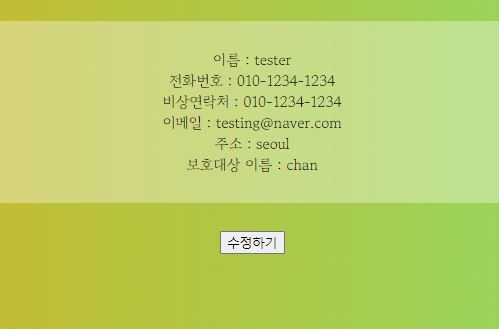 이름 : tester
전화번호 : 010-1234-1234
비상연락처 : 010-1234-1234
이메일 : testing@naver.com
주소 : seoul
보호대상 이름 : chan
수정하기